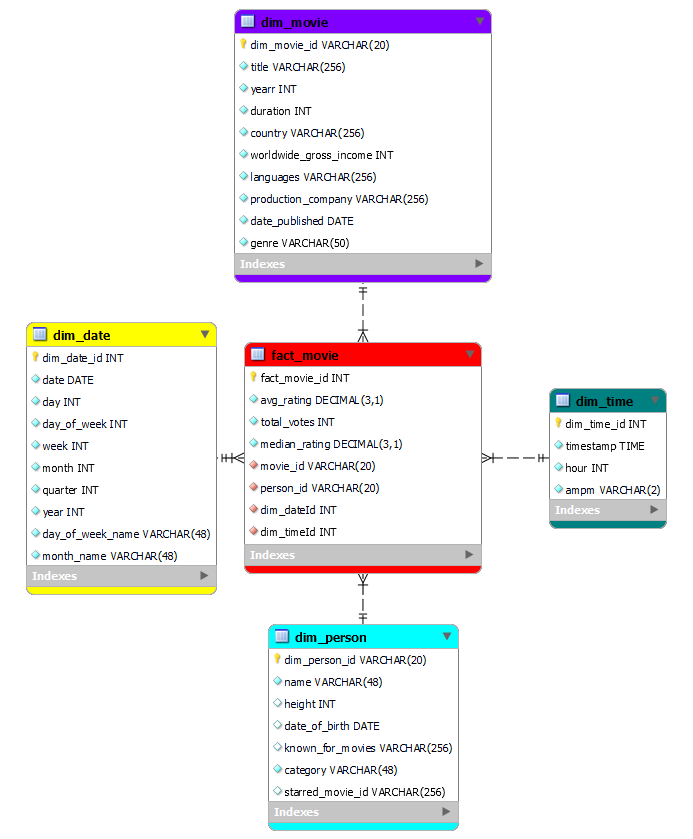 dim_movie
dim_movie_id VARCHAR(20)
title VARCHAR(256)
yearr INT
duration INT
country VARCHAR(256)
worldwide_gross_income INT
languages VARCHAR(256)
production_company VARCHAR(256)
date_published DATE
genre VARCHAR(50)
Indexes
dim_date
dim_date_id INT
date DATE
day INT
day_of_week INT
week INT
month INT
quarter INT
year INT
day_of_week_name VARCHAR(48)
month_name VARCHAR(48)
Indexes
fact_movie
fact_movie_id INT
avg_rating DECIMAL(3,1)
total_votes INT
median_rating DECIMAL(3,1)
movie_id VARCHAR(20)
person_id VARCHAR(20)
dim_dateId INT
dim_timeId INT
Indexes
dim_time
dim_time_id INT
timestamp TIME
hour INT
ampm VARCHAR(2)
Indexes
dim_person
dim_person_id VARCHAR(20)
name VARCHAR(48)
height INT
date_of_birth DATE
known_for_movies VARCHAR(256)
category VARCHAR(48)
starred_movie_id VARCHAR(256)
Indexes